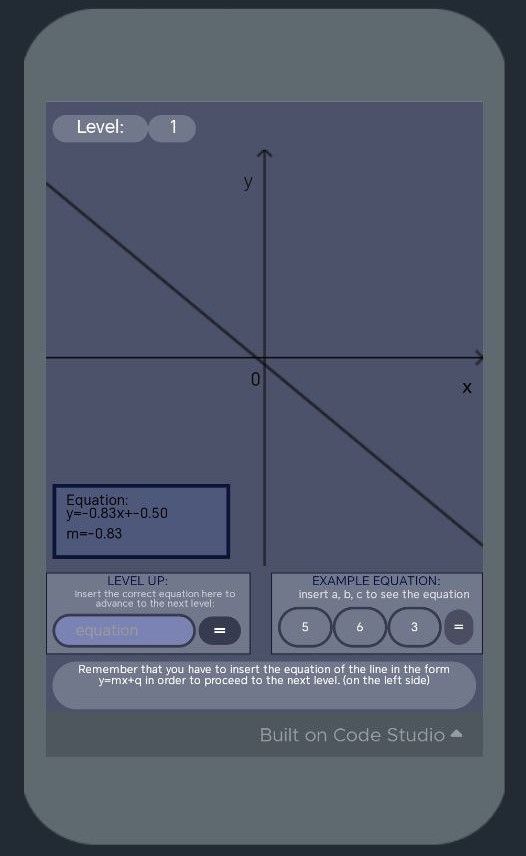 Level: 1
y
0
x
Equation:
y=-0.83x+-0.50
m=-0.83
LEVEL UP:
Insert the correct equation here to
advance to the next level:
equation =
EXAMPLE EQUATION:
insert a, b, c to see the equation
5 6 3 =
Remember that you have to insert the equation of the line in the form
y=mx+q in order to proceed to the next level. (on the left side)
Built on Code Studio